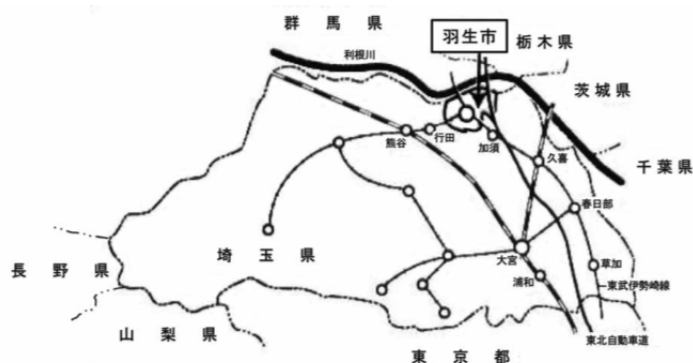 群馬県
羽生市
栃木県
利根川
茨城県
千葉県
熊谷
行田
加須
久喜
春日部
埼玉県
長野県
大宮
草加
浦和
東武伊勢崎線
山梨県
東京都
東北自動車道